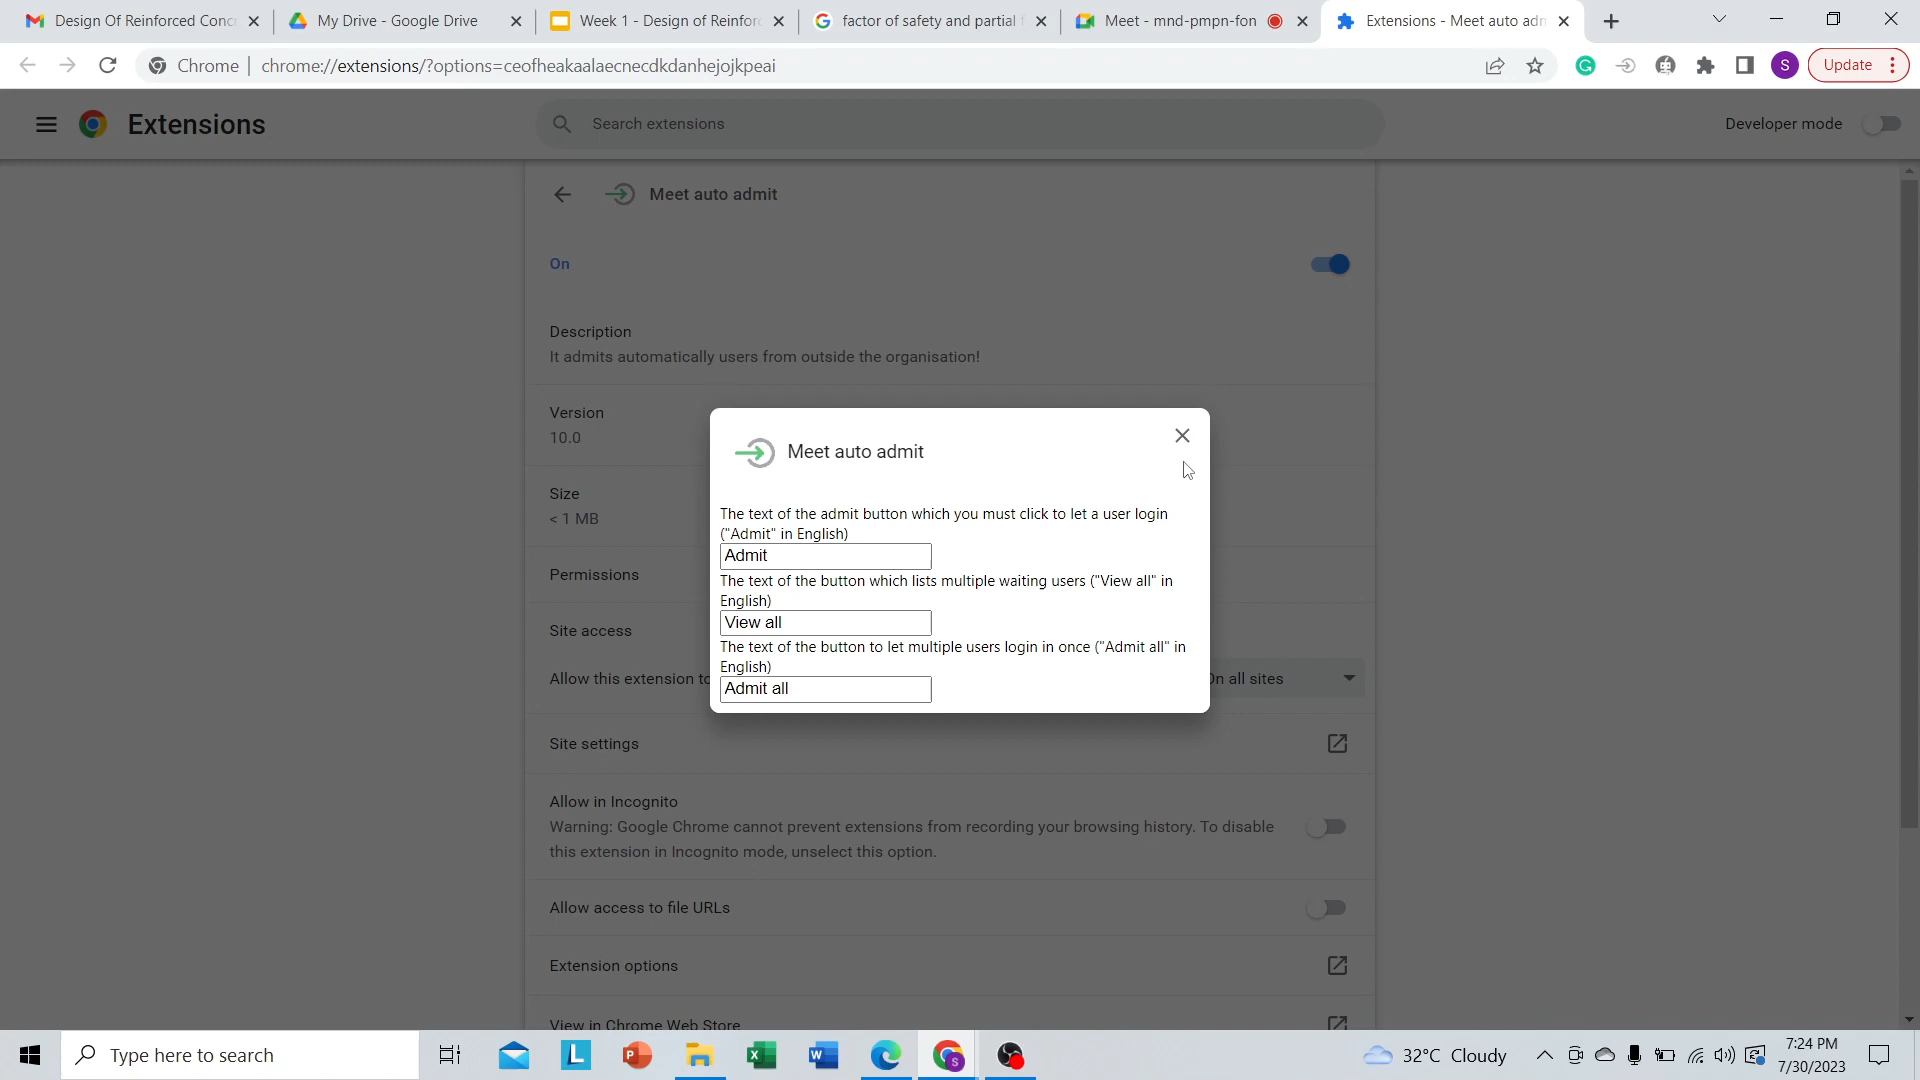 Design Of Reinforced Conc
My Drive - Google Drive
Week 1 - Design of Reinforc
factor of safety and partial f
Meet - mnd-pmpn-fon
Extensions - Meet auto adm
Chrome
chrome://extensions/?options=ceofheakaalaecnecdkdanhejojkpeai
S
Update
Extensions
Search extensions
Developer mode
Meet auto admit
On
Description
It admits automatically users from outside the organisation!
Version
10.0
Size
< 1 MB
Permissions
Site access
Allow this extension to
On all sites
Meet auto admit
The text of the admit button which you must click to let a user login
("Admit" in English)
Admit
The text of the button which lists multiple waiting users ("View all" in
English)
View all
The text of the button to let multiple users login in once ("Admit all" in
English)
Admit all
Site settings
Allow in Incognito
Warning: Google Chrome cannot prevent extensions from recording your browsing history. To disable
this extension in Incognito mode, unselect this option.
Allow access to file URLs
Extension options
View in Chrome Web Store
Type here to search
32°C Cloudy
7:24 PM
7/30/2023